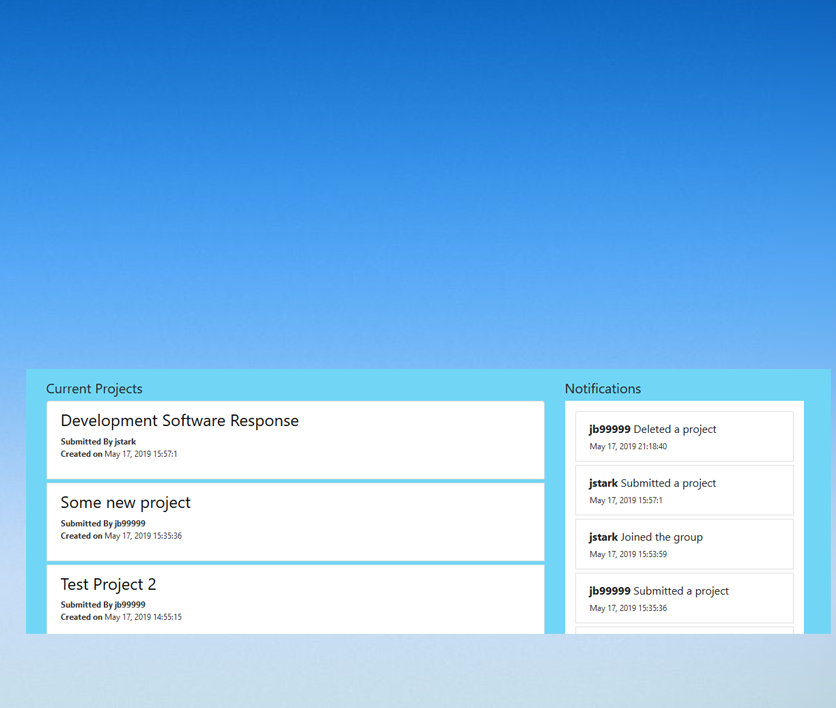 Current Projects
Development Software Response
Submitted By jstark
Created on May 17, 2019 15:57:1
Some new project
Submitted By jb99999
Created on May 17, 2019 15:35:36
Test Project 2
Submitted By jb99999
Created on May 17, 2019 14:55:15
Notifications
jb99999 Deleted a project
May 17, 2019 21:18:40
jstark Submitted a project
May 17, 2019 15:57:1
jstark Joined the group
May 17, 2019 15:53:59
jb99999 Submitted a project
May 17, 2019 15:35:36